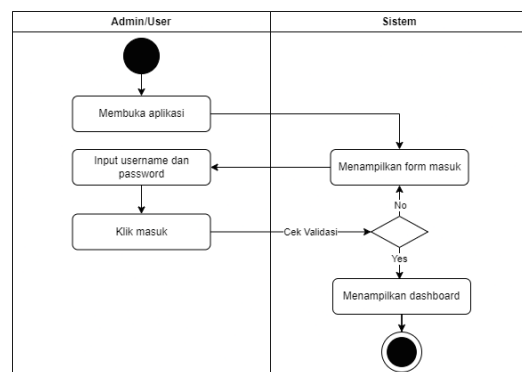 Admin/User
Sistem
Membuka aplikasi
Input username dan
password
Menampilkan form masuk
No
Klik masuk
Cek Validasi
Yes
Menampilkan dashboard